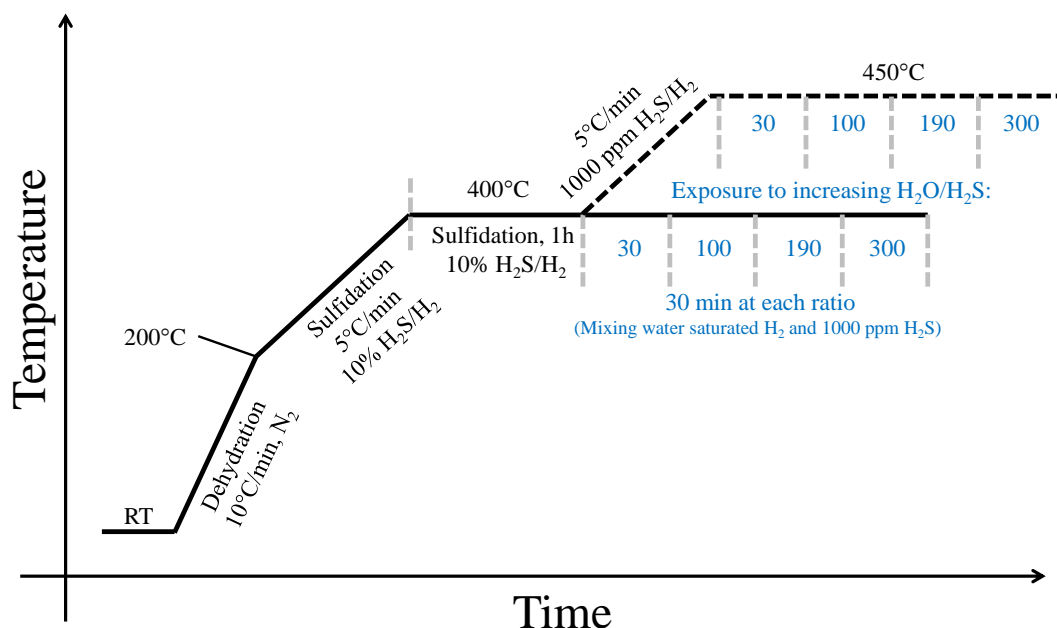 Temperature
Time
RT
Dehydration
10°C/min, N₂
200°C
Sulfidation
5°C/min
10% H₂S/H₂
400°C
Sulfidation, 1h
10% H₂S/H₂
5°C/min
1000 ppm H₂S/H₂
450°C
30 100 190 300
Exposure to increasing H₂O/H₂S:
30 100 190 300
30 min at each ratio
(Mixing water saturated H₂ and 1000 ppm H₂S)